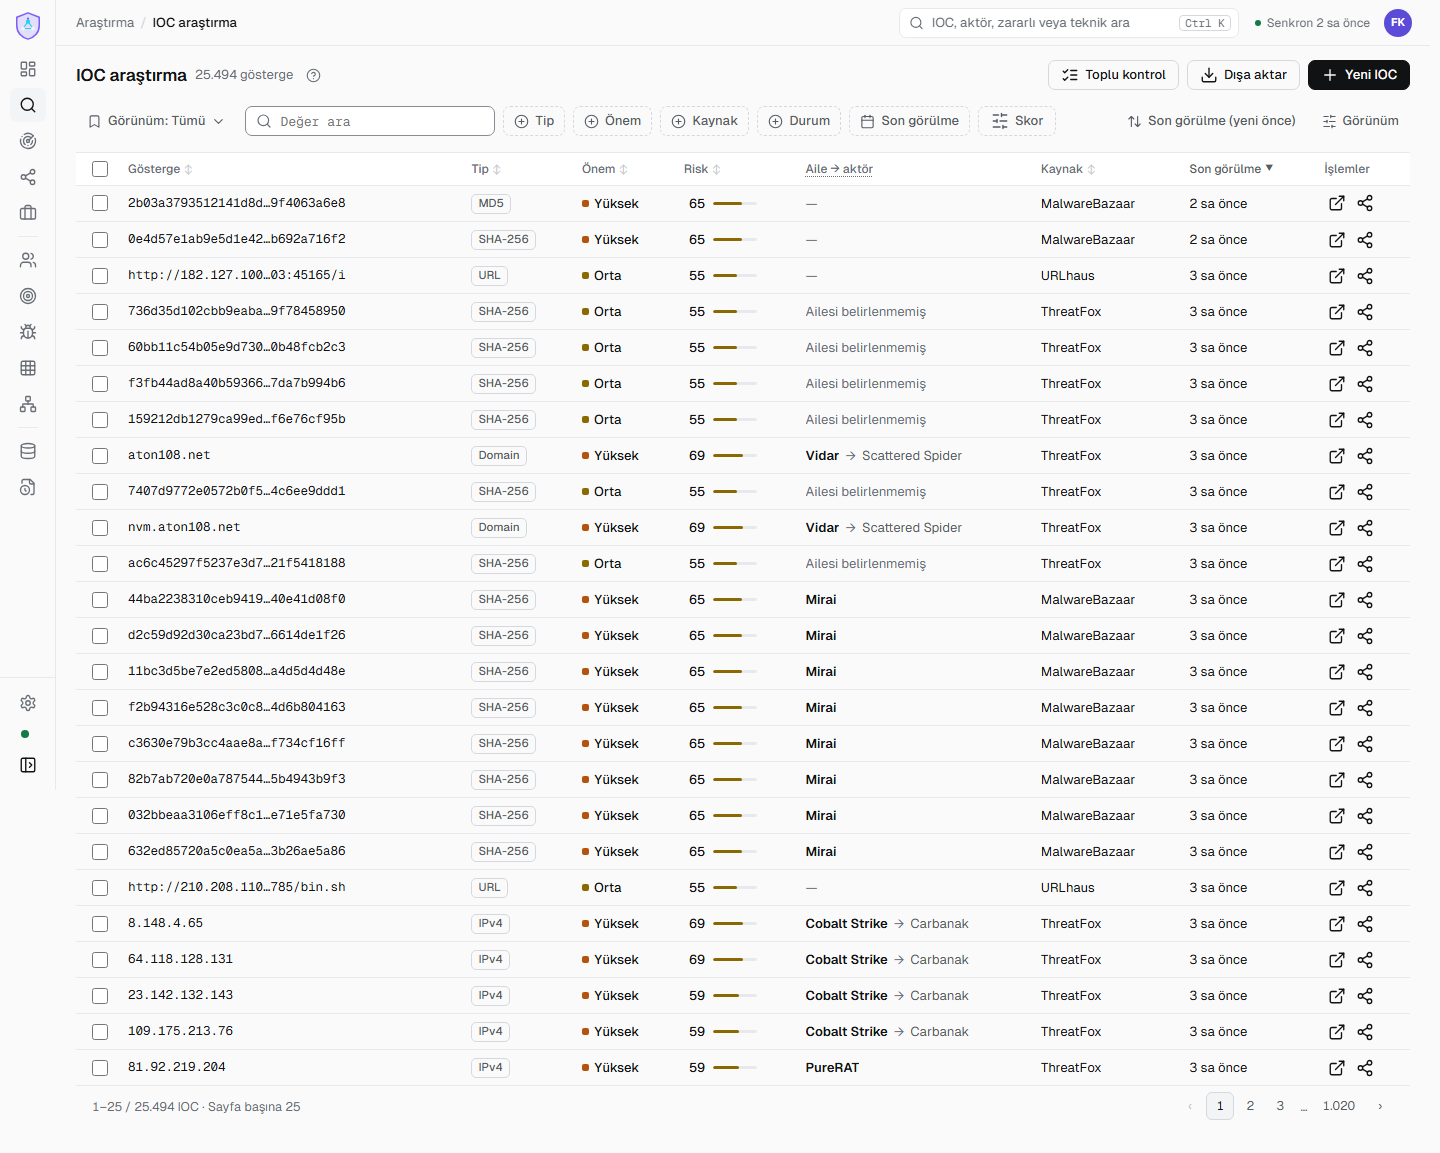 Araştırma / IOC araştırma
IOC, aktör, zararlı veya teknik ara
Ctrl K
Senkron 2 sa önce
FK
IOC araştırma 25.494 gösterge
Toplu kontrol
Dışa aktar
Yeni IOC
Görünüm: Tümü
Değer ara
Tip
Önem
Kaynak
Durum
Son görülme
Skor
Son görülme (yeni önce)
Görünüm
Gösterge Tip Önem Risk Aile → aktör Kaynak Son görülme ▼ İşlemler
2b03a3793512141d8d…9f4063a6e8 MD5 Yüksek 65 — MalwareBazaar 2 sa önce
0e4d57e1ab9e5d1e42…b692a716f2 SHA-256 Yüksek 65 — MalwareBazaar 2 sa önce
http://182.127.100…03:45165/i URL Orta 55 — URLhaus 3 sa önce
736d35d102cbb9eaba…9f78458950 SHA-256 Orta 55 Ailesi belirlenmemiş ThreatFox 3 sa önce
60bb11c54b05e9d730…0b48fcb2c3 SHA-256 Orta 55 Ailesi belirlenmemiş ThreatFox 3 sa önce
f3fb44ad8a40b59366…7da7b994b6 SHA-256 Orta 55 Ailesi belirlenmemiş ThreatFox 3 sa önce
159212db1279ca99ed…f6e76cf95b SHA-256 Orta 55 Ailesi belirlenmemiş ThreatFox 3 sa önce
aton108.net Domain Yüksek 69 Vidar → Scattered Spider ThreatFox 3 sa önce
7407d9772e0572b0f5…4c6ee9ddd1 SHA-256 Orta 55 Ailesi belirlenmemiş ThreatFox 3 sa önce
nvm.aton108.net Domain Yüksek 69 Vidar → Scattered Spider ThreatFox 3 sa önce
ac6c45297f5237e3d7…21f5418188 SHA-256 Orta 55 Ailesi belirlenmemiş ThreatFox 3 sa önce
44ba2238310ceb9419…40e41d08f0 SHA-256 Yüksek 65 Mirai MalwareBazaar 3 sa önce
d2c59d92d30ca23bd7…6614de1f26 SHA-256 Yüksek 65 Mirai MalwareBazaar 3 sa önce
11bc3d5be7e2ed5808…a4d5d4d48e SHA-256 Yüksek 65 Mirai MalwareBazaar 3 sa önce
f2b94316e528c3c0c8…4d6b804163 SHA-256 Yüksek 65 Mirai MalwareBazaar 3 sa önce
c3630e79b3cc4aae8a…f734cf16ff SHA-256 Yüksek 65 Mirai MalwareBazaar 3 sa önce
82b7ab720e0a787544…5b4943b9f3 SHA-256 Yüksek 65 Mirai MalwareBazaar 3 sa önce
032bbeaa3106eff8c1…e71e5fa730 SHA-256 Yüksek 65 Mirai MalwareBazaar 3 sa önce
632ed85720a5c0ea5a…3b26ae5a86 SHA-256 Yüksek 65 Mirai MalwareBazaar 3 sa önce
http://210.208.110…785/bin.sh URL Orta 55 — URLhaus 3 sa önce
8.148.4.65 IPv4 Yüksek 69 Cobalt Strike → Carbanak ThreatFox 3 sa önce
64.118.128.131 IPv4 Yüksek 69 Cobalt Strike → Carbanak ThreatFox 3 sa önce
23.142.132.143 IPv4 Yüksek 59 Cobalt Strike → Carbanak ThreatFox 3 sa önce
109.175.213.76 IPv4 Yüksek 59 Cobalt Strike → Carbanak ThreatFox 3 sa önce
81.92.219.204 IPv4 Yüksek 59 PureRAT ThreatFox 3 sa önce
1–25 / 25.494 IOC · Sayfa başına 25
‹ 1 2 3 … 1.020 ›